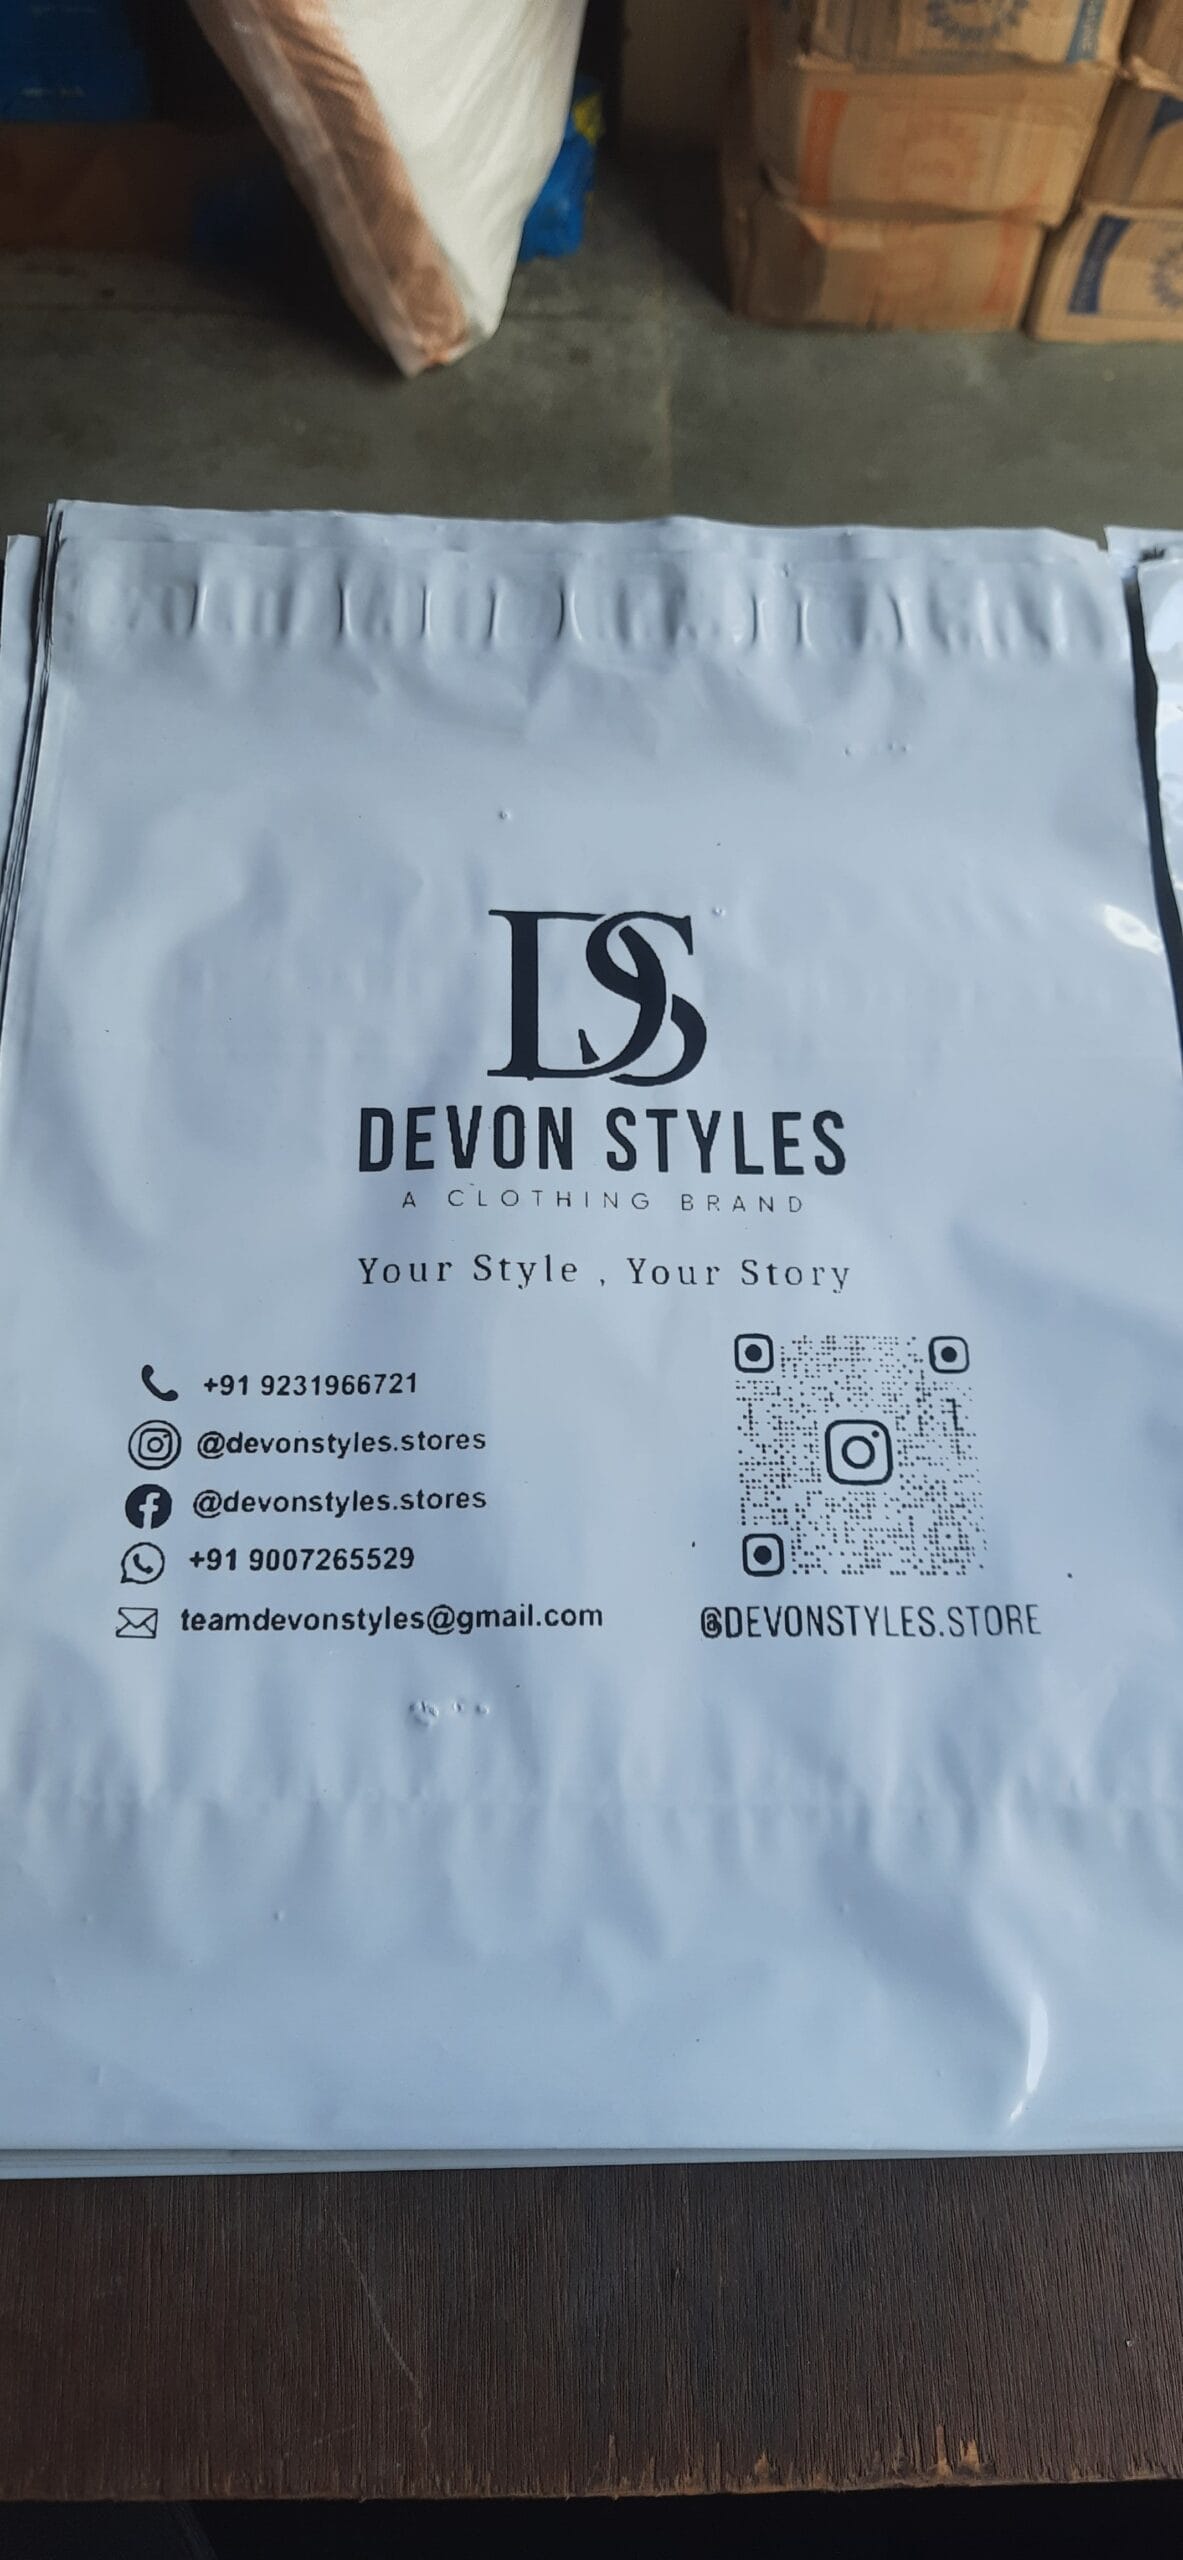 DS
DEVON STYLES
A CLOTHING BRAND
Your Style , Your Story
+91 9231966721
@devonstyles.stores
@devonstyles.stores
+91 9007265529
teamdevonstyles@gmail.com
@DEVONSTYLES.STORE